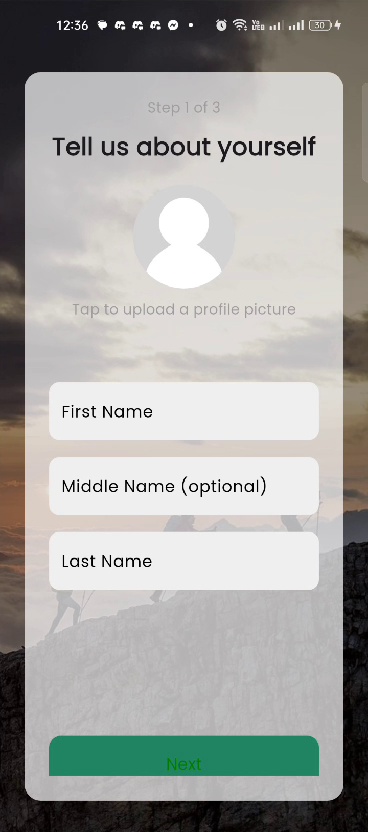 12:36
Vo
LTE
30
Step 1 of 3
Tell us about yourself
Tap to upload a profile picture
First Name
Middle Name (optional)
Last Name
Next